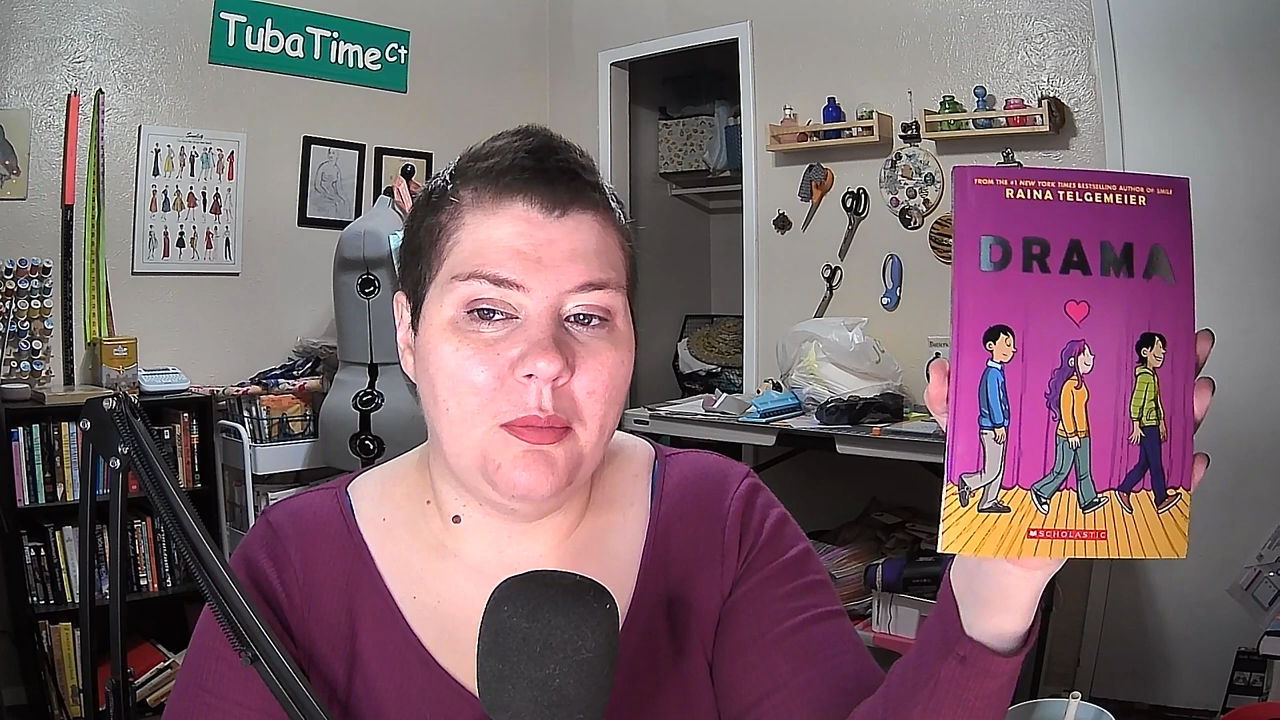 TubaTime Ct
FROM THE #1 NEW YORK TIMES BESTSELLING AUTHOR OF SMILE
RAINA TELGEMEIER
DRAMA
SCHOLASTIC